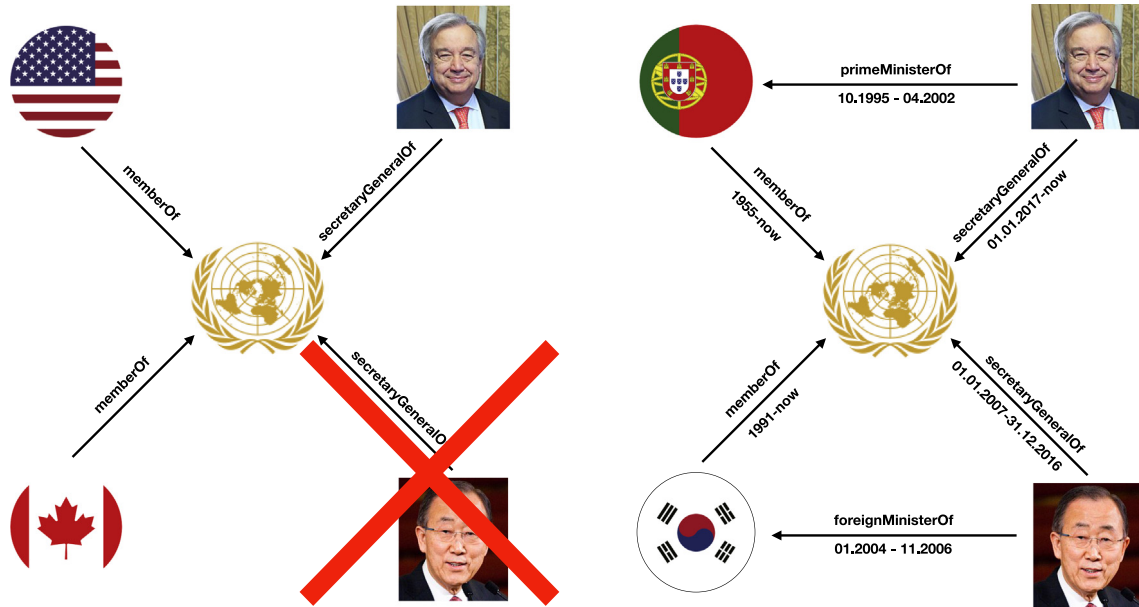 memberOf
secretaryGeneralOf
memberOf
secretaryGeneralO
primeMinisterOf
10.1995 - 04.2002
memberOf
1955-now
secretaryGeneralOf
01.01.2017-now
memberOf
1991-now
secretaryGeneralOf
01.01.2007-31.12.2016
foreignMinisterOf
01.2004 - 11.2006